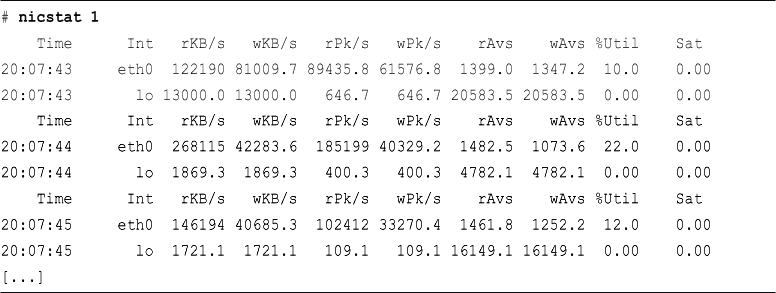 # nicstat 1
    Time      Int   rKB/s   wKB/s   rPk/s   wPk/s    rAvs    wAvs %Util    Sat
20:07:43     eth0  122190 81009.7 89435.8 61576.8  1399.0  1347.2  10.0   0.00
20:07:43       lo 13000.0 13000.0   646.7   646.7 20583.5 20583.5  0.00   0.00
    Time      Int   rKB/s   wKB/s   rPk/s   wPk/s    rAvs    wAvs %Util    Sat
20:07:44     eth0  268115 42283.6  185199 40329.2  1482.5  1073.6  22.0   0.00
20:07:44       lo  1869.3  1869.3   400.3   400.3  4782.1  4782.1  0.00   0.00
    Time      Int   rKB/s   wKB/s   rPk/s   wPk/s    rAvs    wAvs %Util    Sat
20:07:45     eth0  146194 40685.3  102412 33270.4  1461.8  1252.2  12.0   0.00
20:07:45       lo  1721.1  1721.1   109.1   109.1 16149.1 16149.1  0.00   0.00
[...]